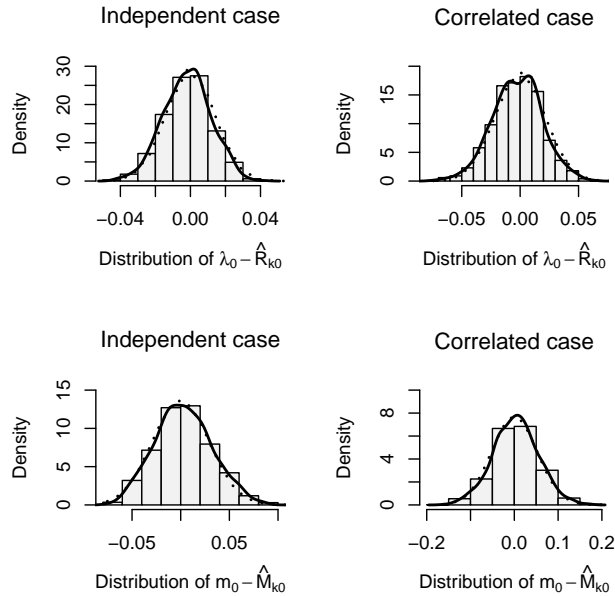 Independent case
Correlated case
Density
0 10 20 30
−0.04 0.00 0.04
Distribution of λ0 − R̂k0
Density
0 5 15
−0.05 0.00 0.05
Distribution of λ0 − R̂k0
Independent case
Correlated case
Density
0 5 10 15
−0.05 0.05
Distribution of m0 − M̂k0
Density
0 4 8
−0.2 0.0 0.1 0.2
Distribution of m0 − M̂k0